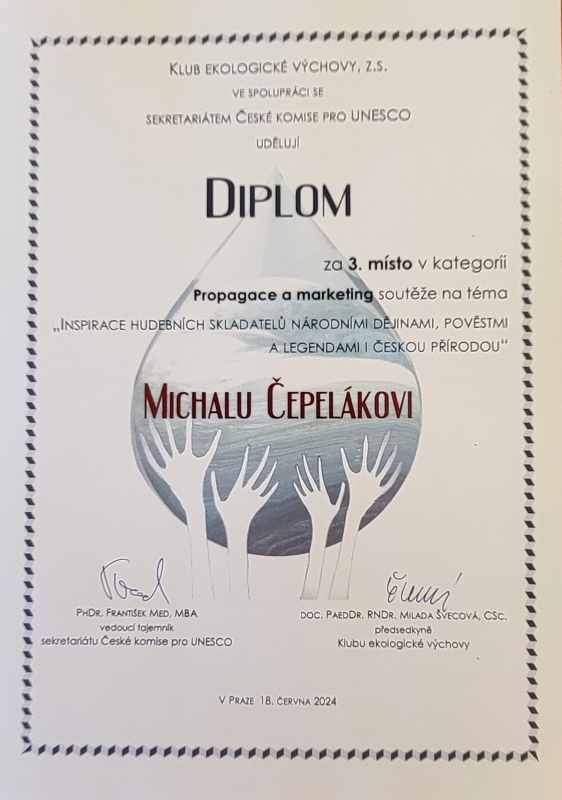 KLUB EKOLOGICKÉ VÝCHOVY, Z.S.
VE SPOLUPRÁCI SE
SEKRETARIÁTEM ČESKÉ KOMISE PRO UNESCO
UDĚLUJÍ
DIPLOM
za 3. místo v kategorii
Propagace a marketing soutěže na téma
„INSPIRACE HUDEBNÍCH SKLADATELŮ NÁRODNÍMI DĚJINAMI, POVĚSTMI
A LEGENDAMI I ČESKOU PŘÍRODOU“
MICHALU ČEPELÁKOVI
PHDR. FRANTIŠEK MED, MBA
vedoucí tajemník
sekretariátu České komise pro UNESCO
DOC. PAEDDR. RNDR. MILADA ŠVECOVÁ, CSC.
předsedkyně
Klubu ekologické výchovy
V PRAZE 18. ČERVNA 2024